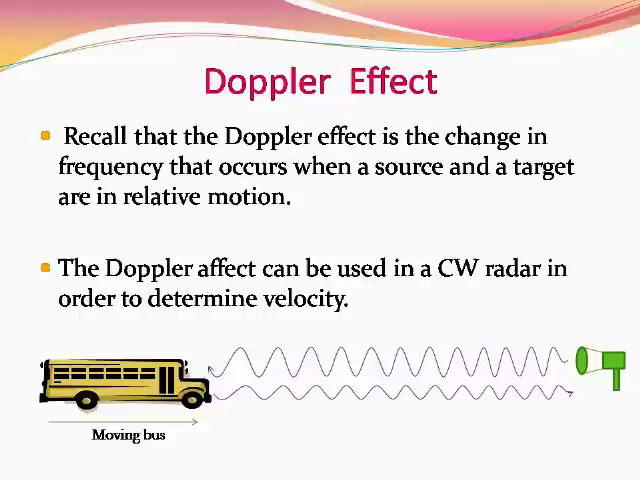 Doppler Effect
Recall that the Doppler effect is the change in
frequency that occurs when a source and a target
are in relative motion.
The Doppler affect can be used in a CW radar in
order to determine velocity.
Moving bus